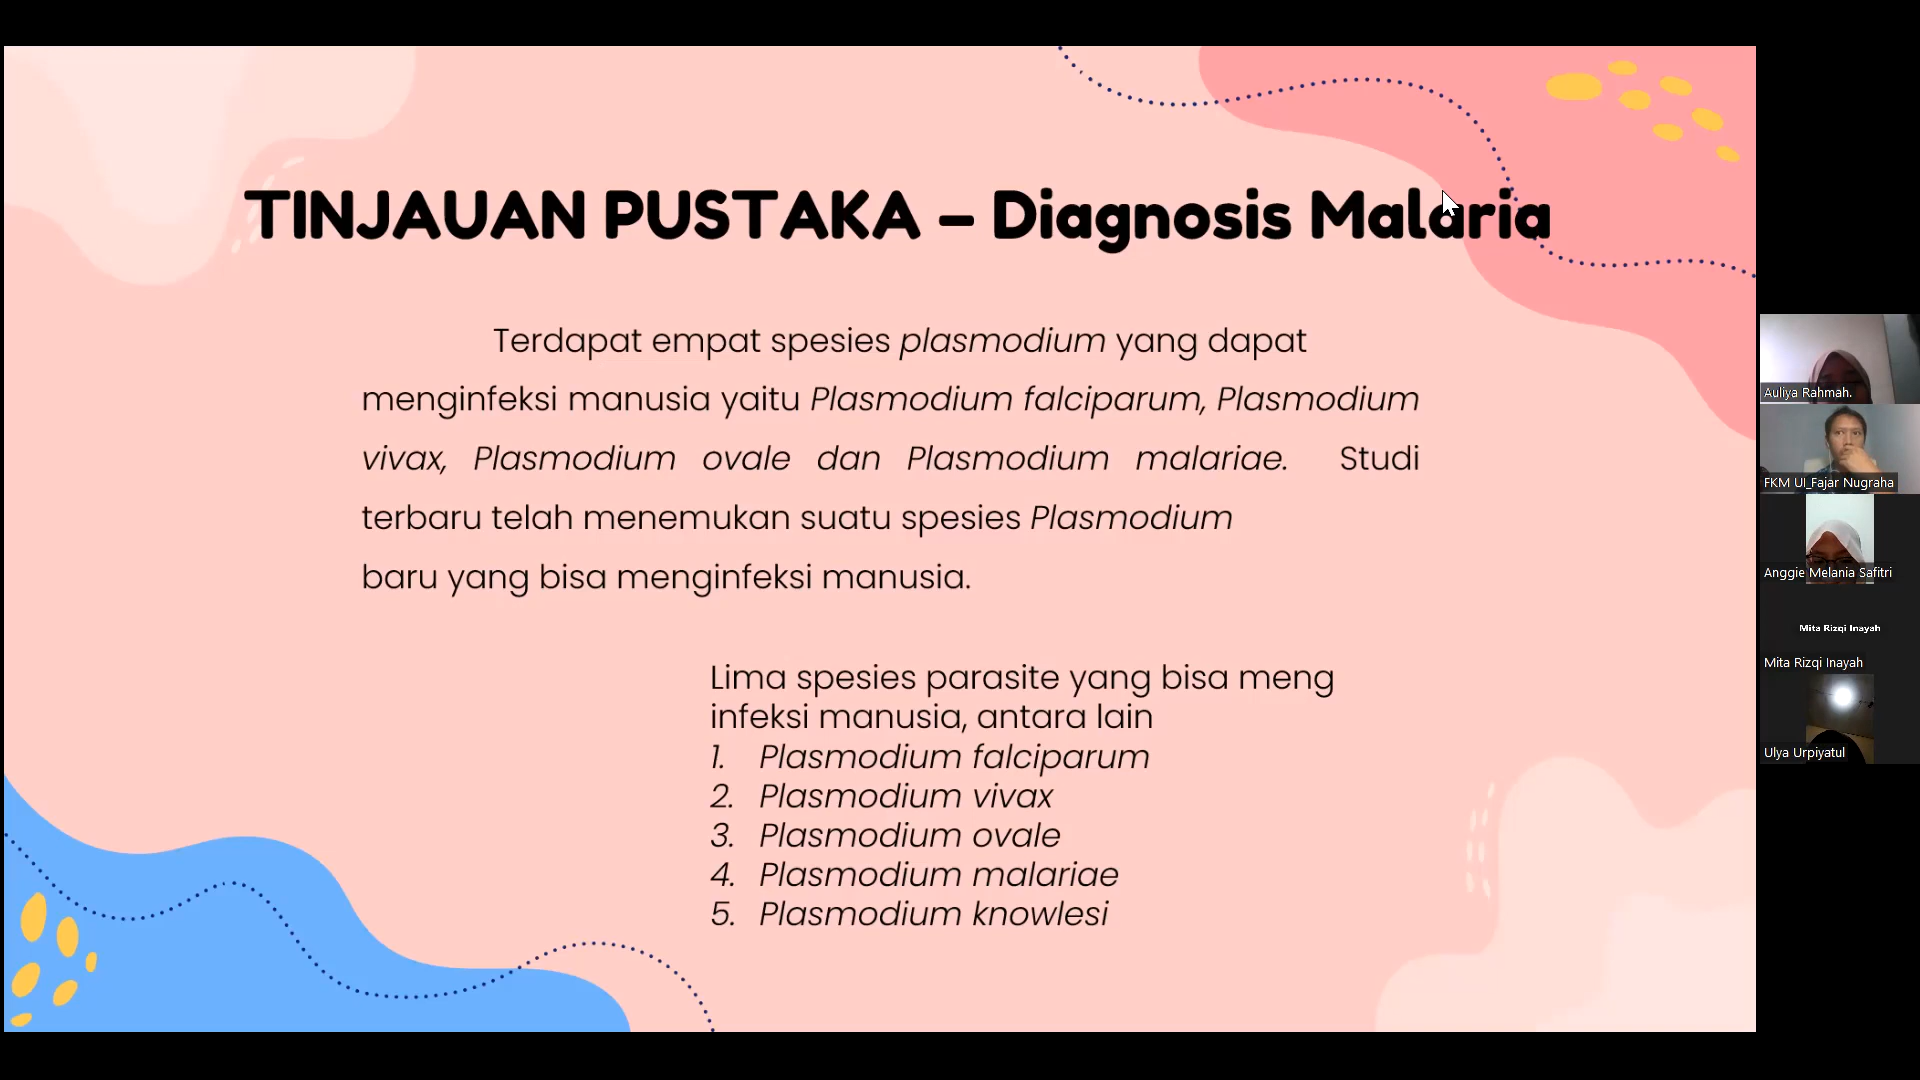 TINJAUAN PUSTAKA – Diagnosis Malaria
Terdapat empat spesies plasmodium yang dapat
menginfeksi manusia yaitu Plasmodium falciparum, Plasmodium
vivax, Plasmodium ovale dan Plasmodium malariae. Studi
terbaru telah menemukan suatu spesies Plasmodium
baru yang bisa menginfeksi manusia.
Lima spesies parasite yang bisa meng
infeksi manusia, antara lain
1. Plasmodium falciparum
2. Plasmodium vivax
3. Plasmodium ovale
4. Plasmodium malariae
5. Plasmodium knowlesi
Auliya Rahmah.
FKM UI_Fajar Nugraha
Anggie Melania Safitri
Mita Rizqi Inayah
Mita Rizqi Inayah
Ulya Urpiyatul